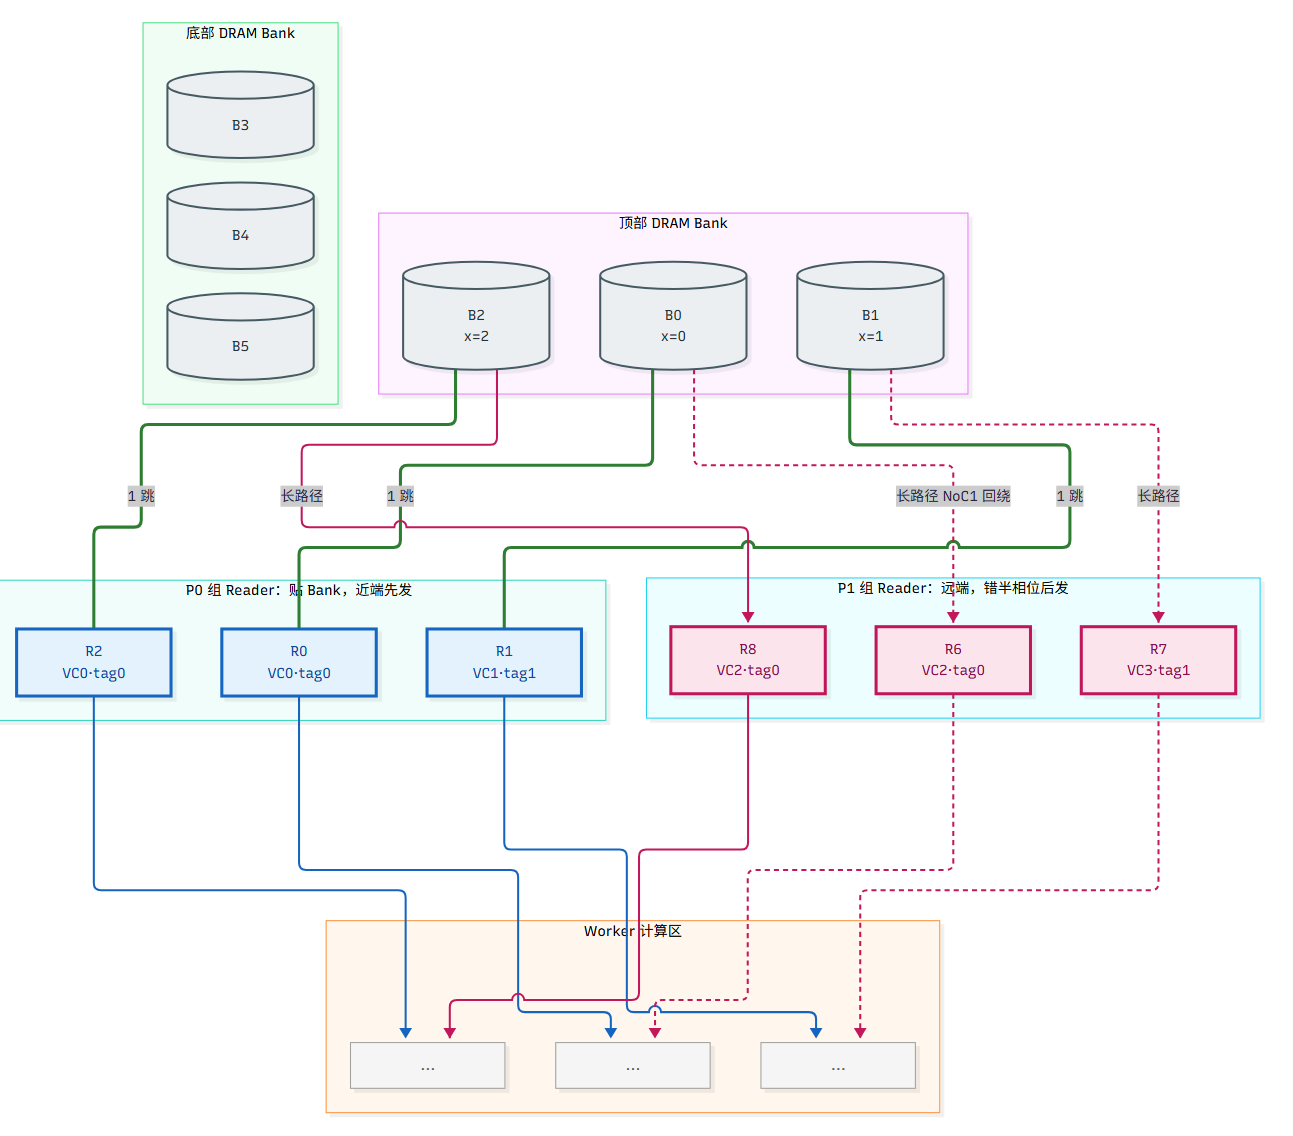 底部 DRAM Bank
B3
B4
B5
顶部 DRAM Bank
B2
x=2
B0
x=0
B1
x=1
1 跳
长路径
1 跳
长路径 NoC1 回绕
1 跳
长路径
P0 组 Reader：贴 Bank，近端先发
R2
VC0·tag0
R0
VC0·tag0
R1
VC1·tag1
P1 组 Reader：远端，错半相位后发
R8
VC2·tag0
R6
VC2·tag0
R7
VC3·tag1
Worker 计算区
...
...
...